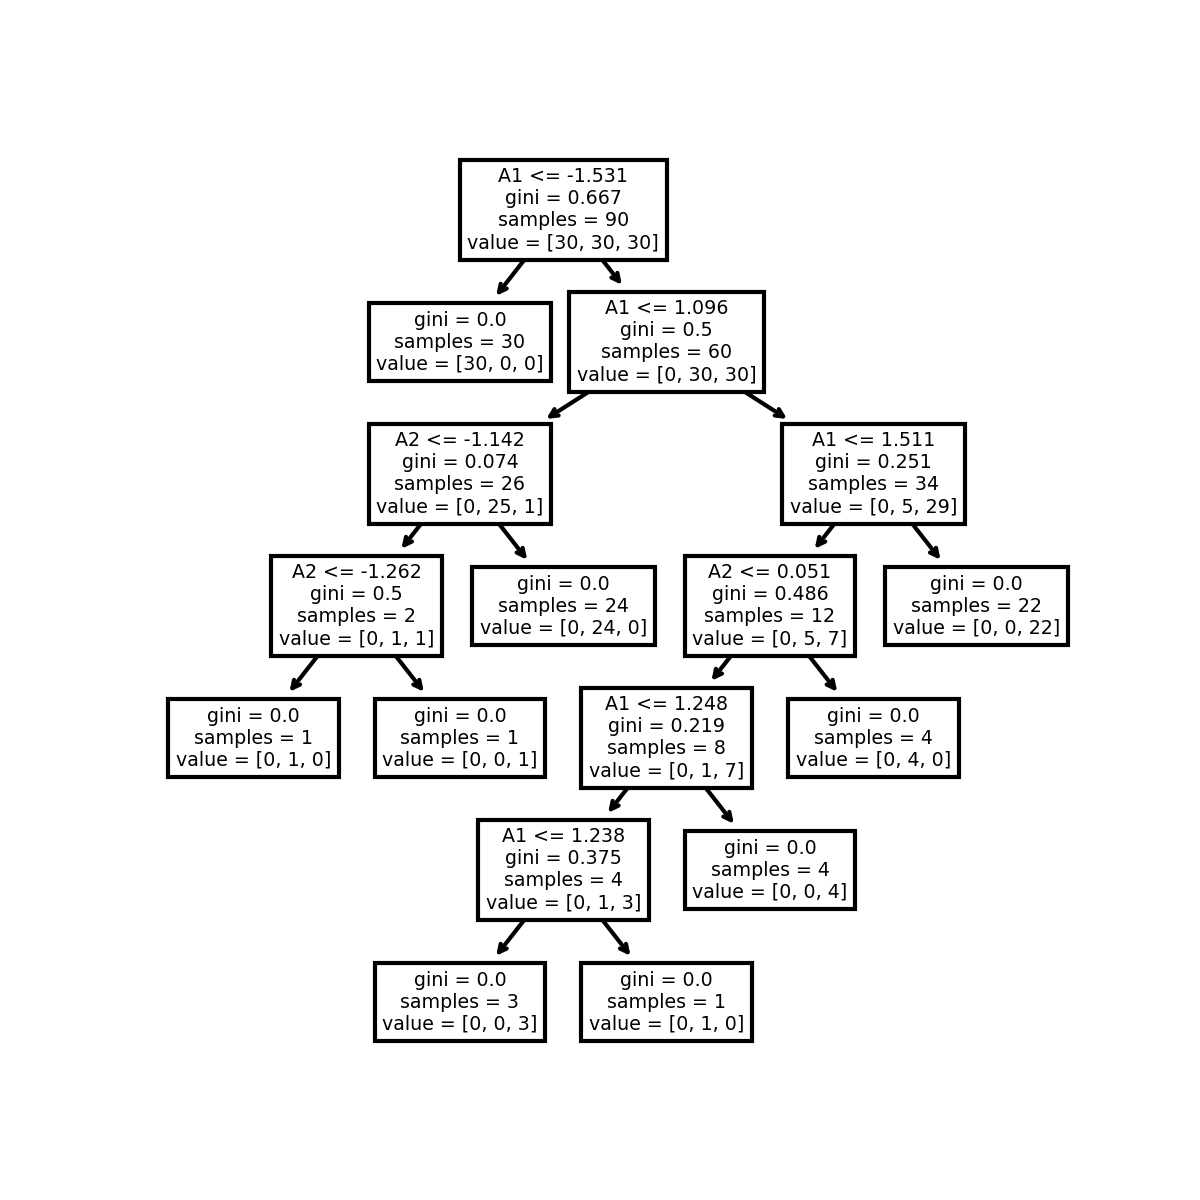 A1 <= -1.531
gini = 0.667
samples = 90
value = [30, 30, 30]
gini = 0.0
samples = 30
value = [30, 0, 0]
A1 <= 1.096
gini = 0.5
samples = 60
value = [0, 30, 30]
A2 <= -1.142
gini = 0.074
samples = 26
value = [0, 25, 1]
A1 <= 1.511
gini = 0.251
samples = 34
value = [0, 5, 29]
A2 <= -1.262
gini = 0.5
samples = 2
value = [0, 1, 1]
gini = 0.0
samples = 24
value = [0, 24, 0]
A2 <= 0.051
gini = 0.486
samples = 12
value = [0, 5, 7]
gini = 0.0
samples = 22
value = [0, 0, 22]
gini = 0.0
samples = 1
value = [0, 1, 0]
gini = 0.0
samples = 1
value = [0, 0, 1]
A1 <= 1.248
gini = 0.219
samples = 8
value = [0, 1, 7]
gini = 0.0
samples = 4
value = [0, 4, 0]
A1 <= 1.238
gini = 0.375
samples = 4
value = [0, 1, 3]
gini = 0.0
samples = 4
value = [0, 0, 4]
gini = 0.0
samples = 3
value = [0, 0, 3]
gini = 0.0
samples = 1
value = [0, 1, 0]